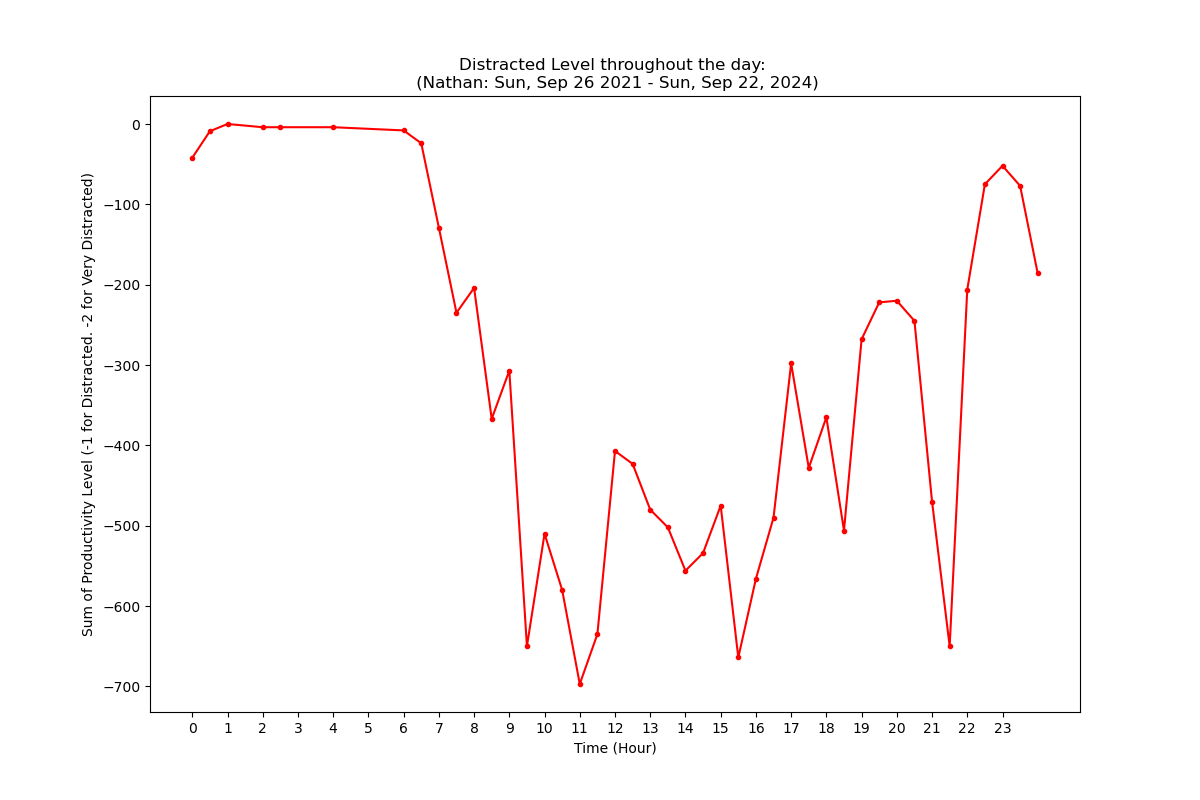 Distracted Level throughout the day:
(Nathan: Sun, Sep 26 2021 - Sun, Sep 22, 2024)
Sum of Productivity Level (-1 for Distracted. -2 for Very Distracted)
0
−100
−200
−300
−400
−500
−600
−700
0 1 2 3 4 5 6 7 8 9 10 11 12 13 14 15 16 17 18 19 20 21 22 23
Time (Hour)